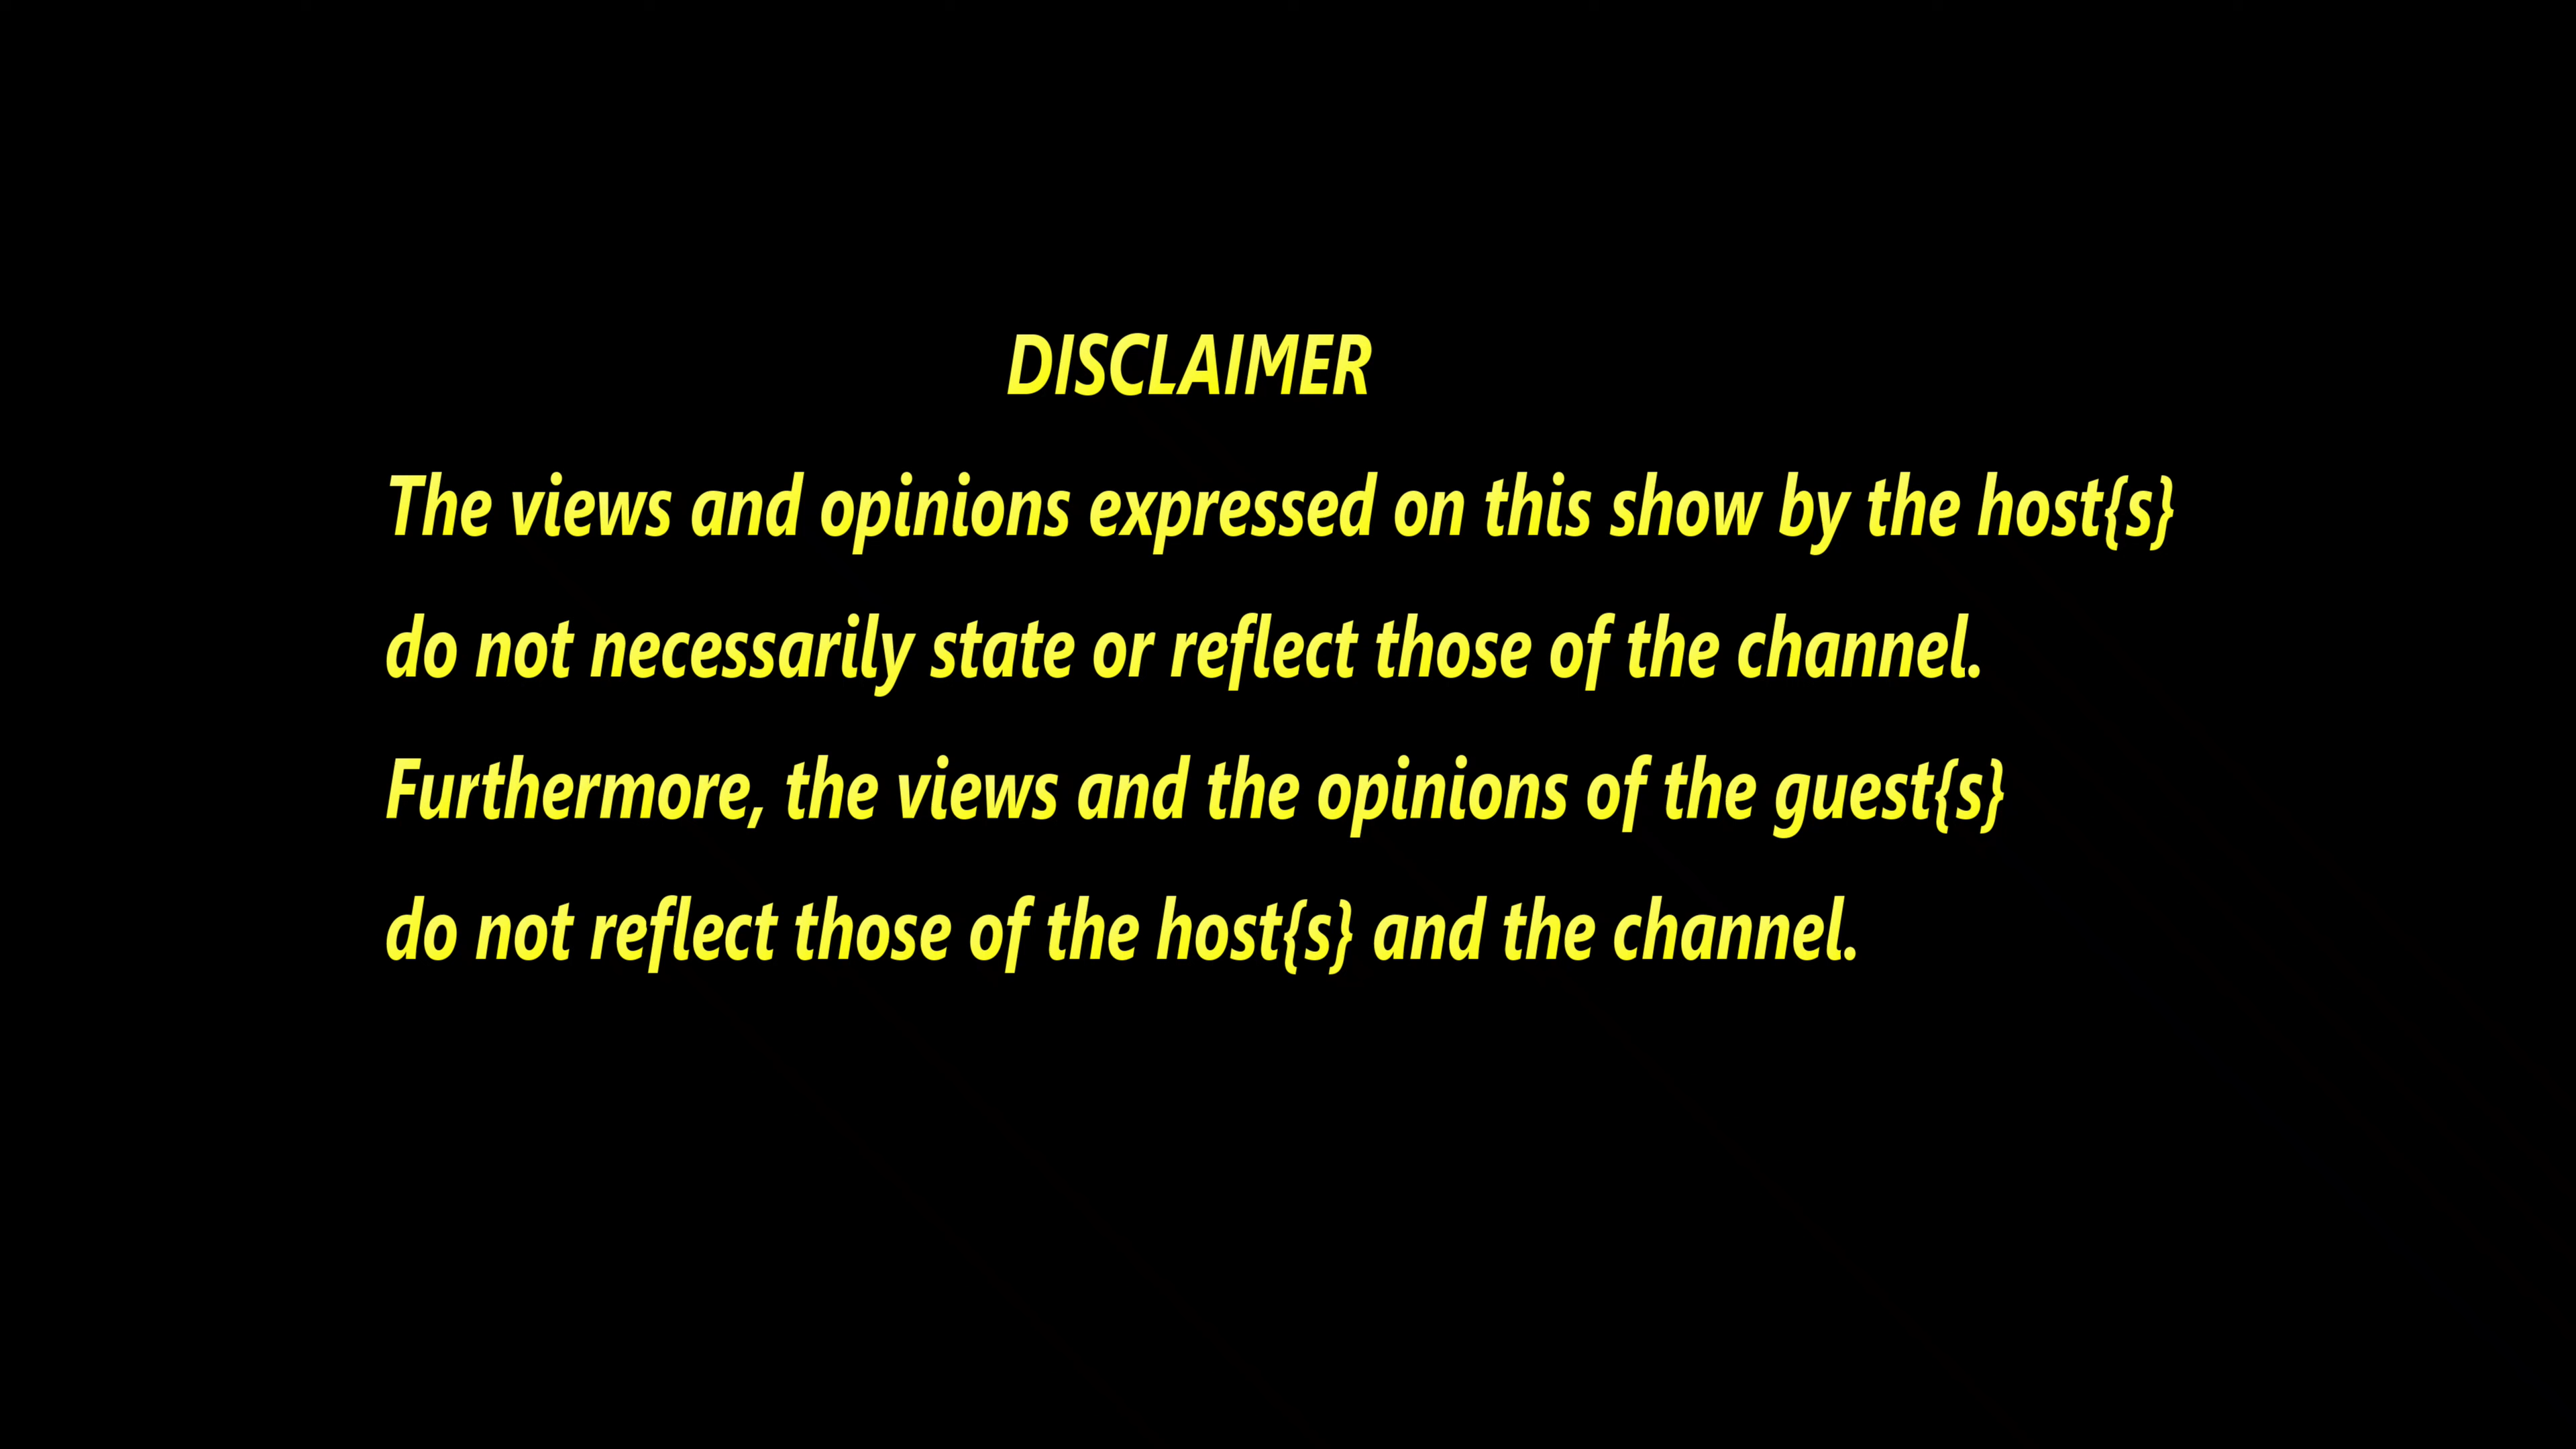 DISCLAIMER
The views and opinions expressed on this show by the host{s}
do not necessarily state or reflect those of the channel.
Furthermore, the views and the opinions of the guest{s}
do not reflect those of the host{s} and the channel.